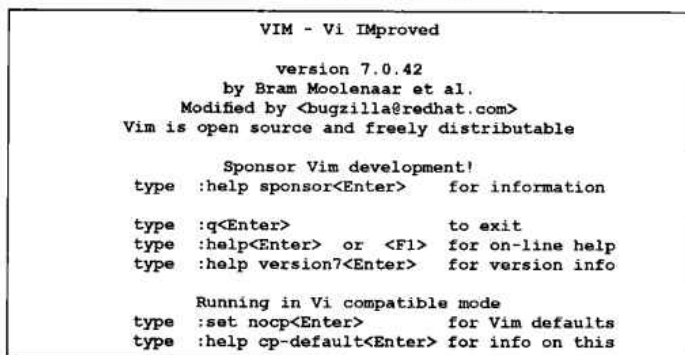 VIM - Vi IMproved
version 7.0.42
by Bram Moolenaar et al.
Modified by <bugzilla@redhat.com>
Vim is open source and freely distributable
Sponsor Vim development!
type :help sponsor<Enter> for information
type :q<Enter> to exit
type :help<Enter> or <F1> for on-line help
type :help version7<Enter> for version info
Running in Vi compatible mode
type :set nocp<Enter> for Vim defaults
type :help cp-default<Enter> for info on this